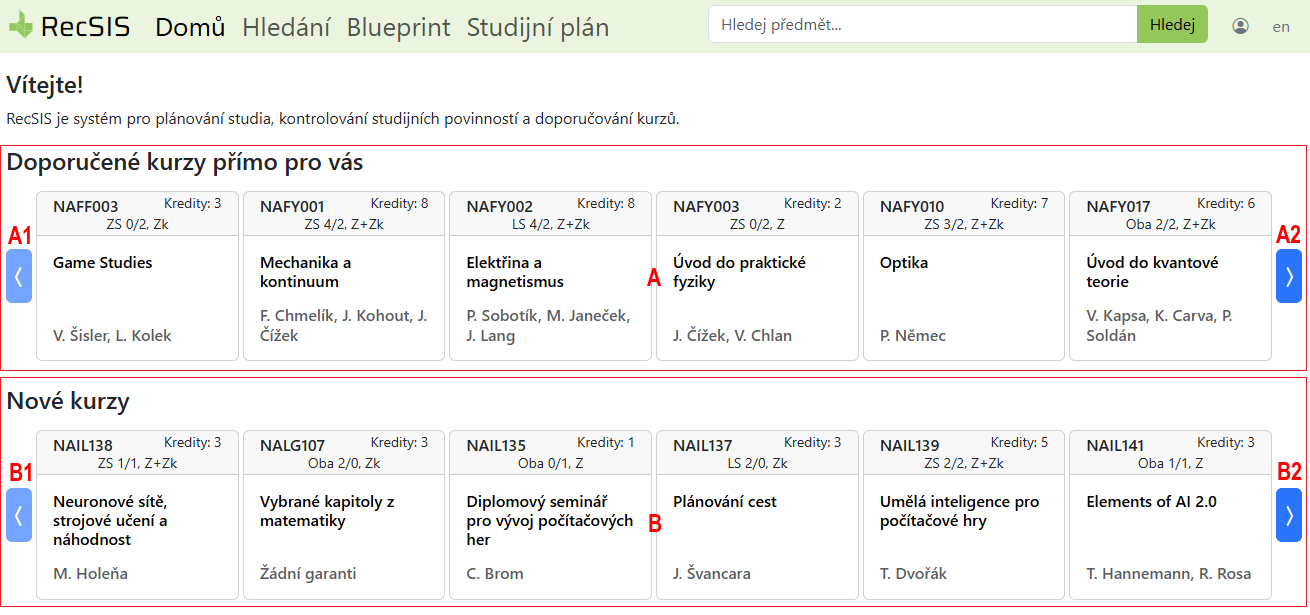 RecSIS Domů Hledání Blueprint Studijní plán Hledej předmět... Hledej en
Vítejte!
RecSIS je systém pro plánování studia, kontrolování studijních povinností a doporučování kurzů.
Doporučené kurzy přímo pro vás
A1
A2
A
NAFF003 Kredity: 3
ZS 0/2, Zk
Game Studies
V. Šisler, L. Kolek
NAFY001 Kredity: 8
ZS 4/2, Z+Zk
Mechanika a
kontinuum
F. Chmelík, J. Kohout, J.
Čížek
NAFY002 Kredity: 8
LS 4/2, Z+Zk
Elektřina a
magnetismus
P. Sobotík, M. Janeček,
J. Lang
NAFY003 Kredity: 2
ZS 0/2, Z
Úvod do praktické
fyziky
J. Čížek, V. Chlan
NAFY010 Kredity: 7
ZS 3/2, Z+Zk
Optika
P. Němec
NAFY017 Kredity: 6
Oba 2/2, Z+Zk
Úvod do kvantové
teorie
V. Kapsa, K. Carva, P.
Soldán
Nové kurzy
B1
B2
B
NAIL138 Kredity: 3
ZS 1/1, Z+Zk
Neuronové sítě,
strojové učení a
náhodnost
M. Holeňa
NALG107 Kredity: 3
Oba 2/0, Zk
Vybrané kapitoly z
matematiky
Žádní garanti
NAIL135 Kredity: 1
Oba 0/1, Z
Diplomový seminář
pro vývoj počítačových
her
C. Brom
NAIL137 Kredity: 3
LS 2/0, Zk
Plánování cest
J. Švancara
NAIL139 Kredity: 5
ZS 2/2, Z+Zk
Umělá inteligence pro
počítačové hry
T. Dvořák
NAIL141 Kredity: 3
Oba 1/1, Z
Elements of AI 2.0
T. Hannemann, R. Rosa